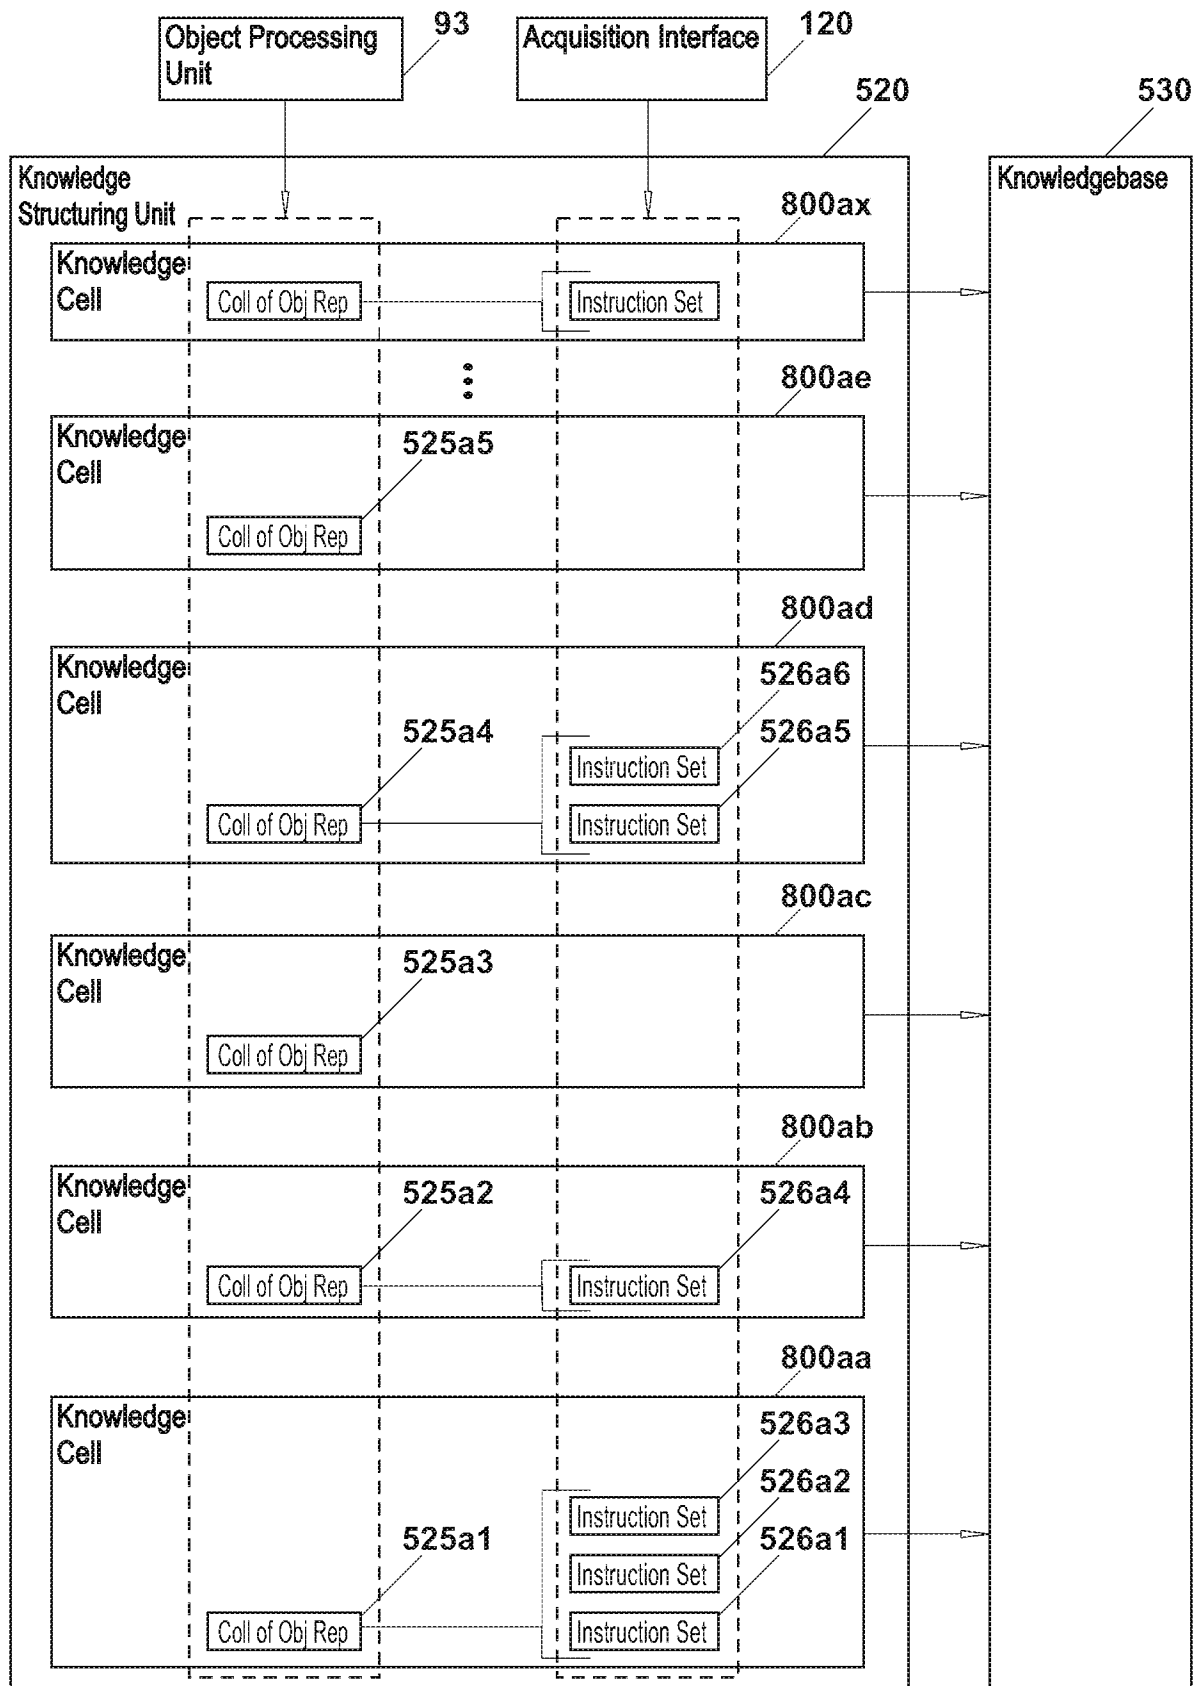 Object Processing
Unit
93
Acquisition Interface
120
520
530
Knowledge
Structuring Unit
Knowledgebase
800ax
Knowledge
Cell
Coll of Obj Rep
Instruction Set
800ae
Knowledge
Cell
525a5
Coll of Obj Rep
800ad
Knowledge
Cell
526a6
525a4
526a5
Instruction Set
Coll of Obj Rep
Instruction Set
800ac
Knowledge
Cell
525a3
Coll of Obj Rep
800ab
Knowledge
Cell
525a2
526a4
Coll of Obj Rep
Instruction Set
800aa
Knowledge
Cell
526a3
526a2
Instruction Set
525a1
526a1
Instruction Set
Coll of Obj Rep
Instruction Set